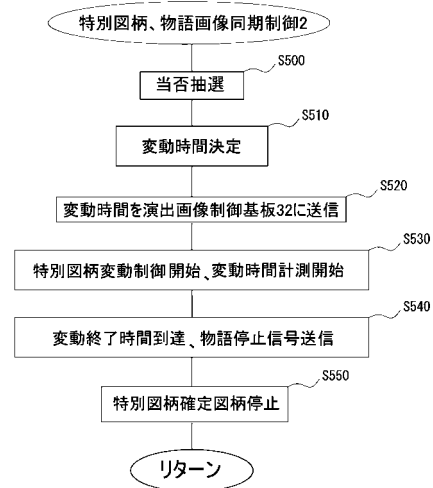 特別図柄、物語画像同期制御2
S500
当否抽選
S510
変動時間決定
S520
変動時間を演出画像制御基板32に送信
S530
特別図柄変動制御開始、変動時間計測開始
S540
変動終了時間到達、物語停止信号送信
S550
特別図柄確定図柄停止
リターン